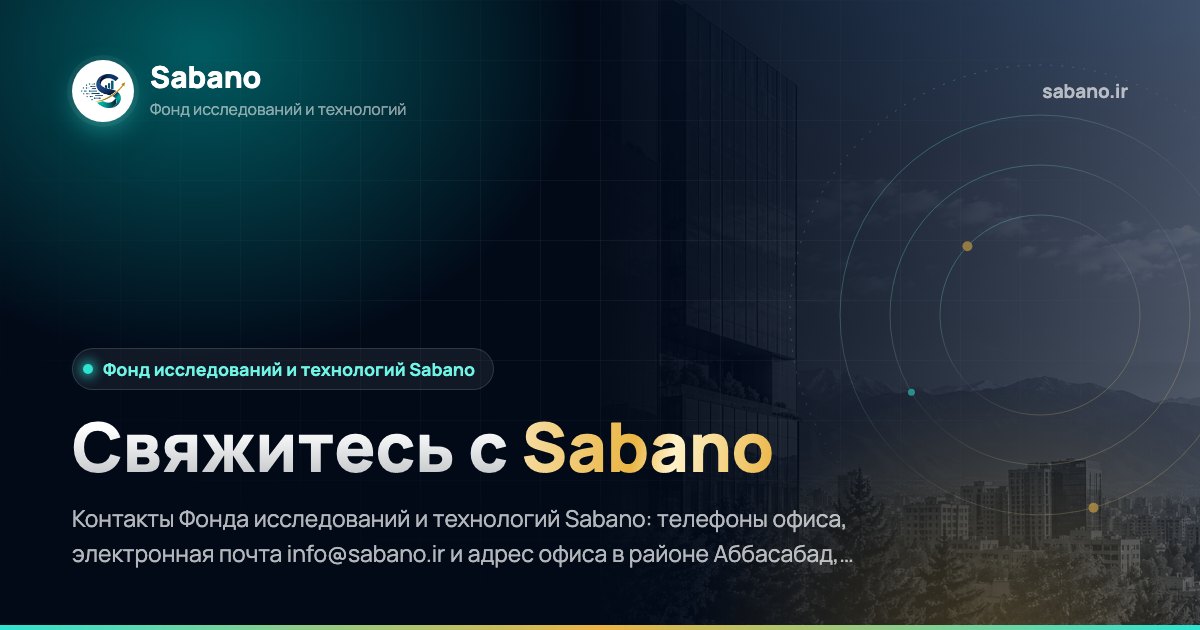 Sabano
Фонд исследований и технологий
sabano.ir
Фонд исследований и технологий Sabano
Свяжитесь с Sabano
Контакты Фонда исследований и технологий Sabano: телефоны офиса,
электронная почта info@sabano.ir и адрес офиса в районе Аббасабад,...